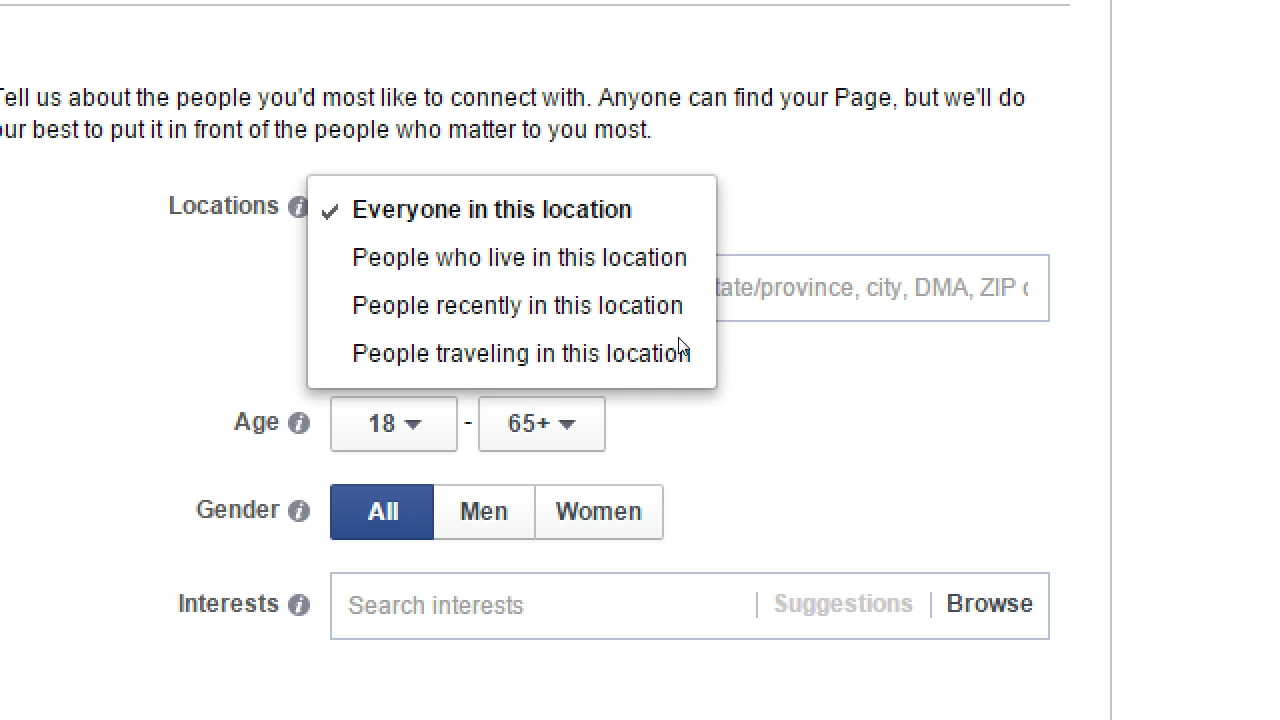 Tell us about the people you'd most like to connect with. Anyone can find your Page, but we'll do
our best to put it in front of the people who matter to you most.
Locations
Everyone in this location
People who live in this location
tate/province, city, DMA, ZIP
People recently in this location
People traveling in this location
Age 18 - 65+
Gender All Men Women
Interests Search interests Suggestions Browse